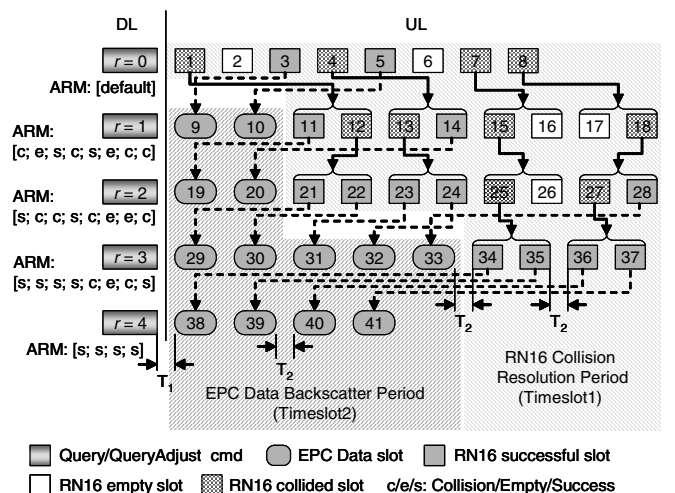 DL UL
r = 0 1 2 3 4 5 6 7 8
ARM: [default]
r = 1 9 10 11 12 13 14 15 16 17 18
ARM:
[c; e; s; c; s; e; c; c]
r = 2 19 20 21 22 23 24 25 26 27 28
ARM:
[s; c; c; s; c; e; e; c]
r = 3 29 30 31 32 33 34 35 36 37
ARM:
[s; s; s; s; c; e; c; s]
r = 4 38 39 40 41
T2 T2
ARM: [s; s; s; s]
T1 T2
RN16 Collision
Resolution Period
(Timeslot1)
EPC Data Backscatter Period
(Timeslot2)
Query/QueryAdjust cmd EPC Data slot RN16 successful slot
RN16 empty slot RN16 collided slot c/e/s: Collision/Empty/Success